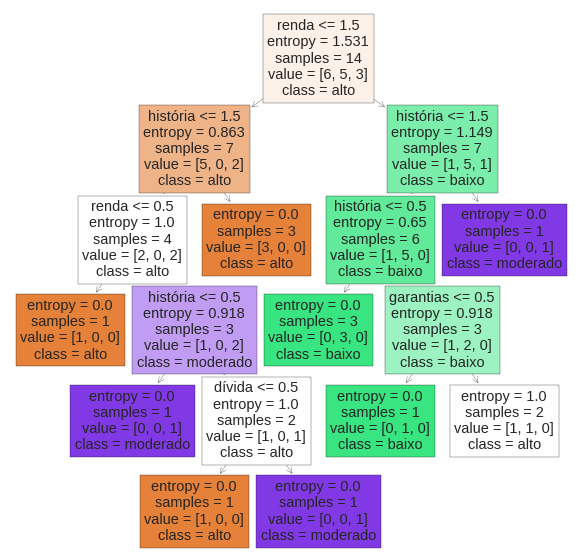 renda <= 1.5
entropy = 1.531
samples = 14
value = [6, 5, 3]
class = alto
história <= 1.5
entropy = 0.863
samples = 7
value = [5, 0, 2]
class = alto
história <= 1.5
entropy = 1.149
samples = 7
value = [1, 5, 1]
class = baixo
renda <= 0.5
entropy = 1.0
samples = 4
value = [2, 0, 2]
class = alto
entropy = 0.0
samples = 3
value = [3, 0, 0]
class = alto
história <= 0.5
entropy = 0.65
samples = 6
value = [1, 5, 0]
class = baixo
entropy = 0.0
samples = 1
value = [0, 0, 1]
class = moderado
entropy = 0.0
samples = 1
value = [1, 0, 0]
class = alto
história <= 0.5
entropy = 0.918
samples = 3
value = [1, 0, 2]
class = moderado
entropy = 0.0
samples = 3
value = [0, 3, 0]
class = baixo
garantias <= 0.5
entropy = 0.918
samples = 3
value = [1, 2, 0]
class = baixo
entropy = 0.0
samples = 1
value = [0, 0, 1]
class = moderado
dívida <= 0.5
entropy = 1.0
samples = 2
value = [1, 0, 1]
class = alto
entropy = 0.0
samples = 1
value = [0, 1, 0]
class = baixo
entropy = 1.0
samples = 2
value = [1, 1, 0]
class = alto
entropy = 0.0
samples = 1
value = [1, 0, 0]
class = alto
entropy = 0.0
samples = 1
value = [0, 0, 1]
class = moderado